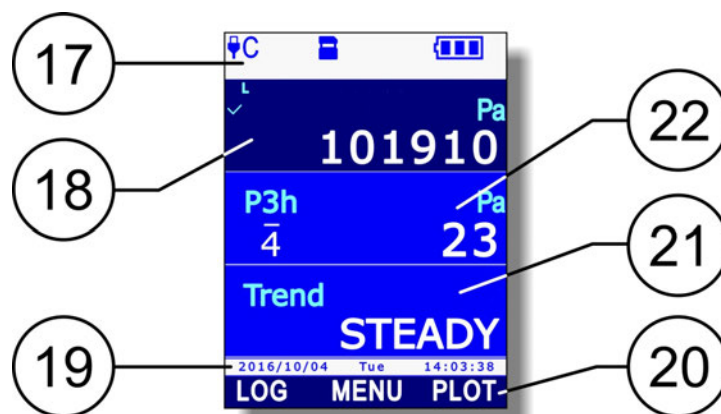 17
C
18
L
Pa
101910
22
P3h
Pa
4
23
21
Trend
STEADY
19
2016/10/04 Tue 14:03:38
LOG MENU PLOT
20